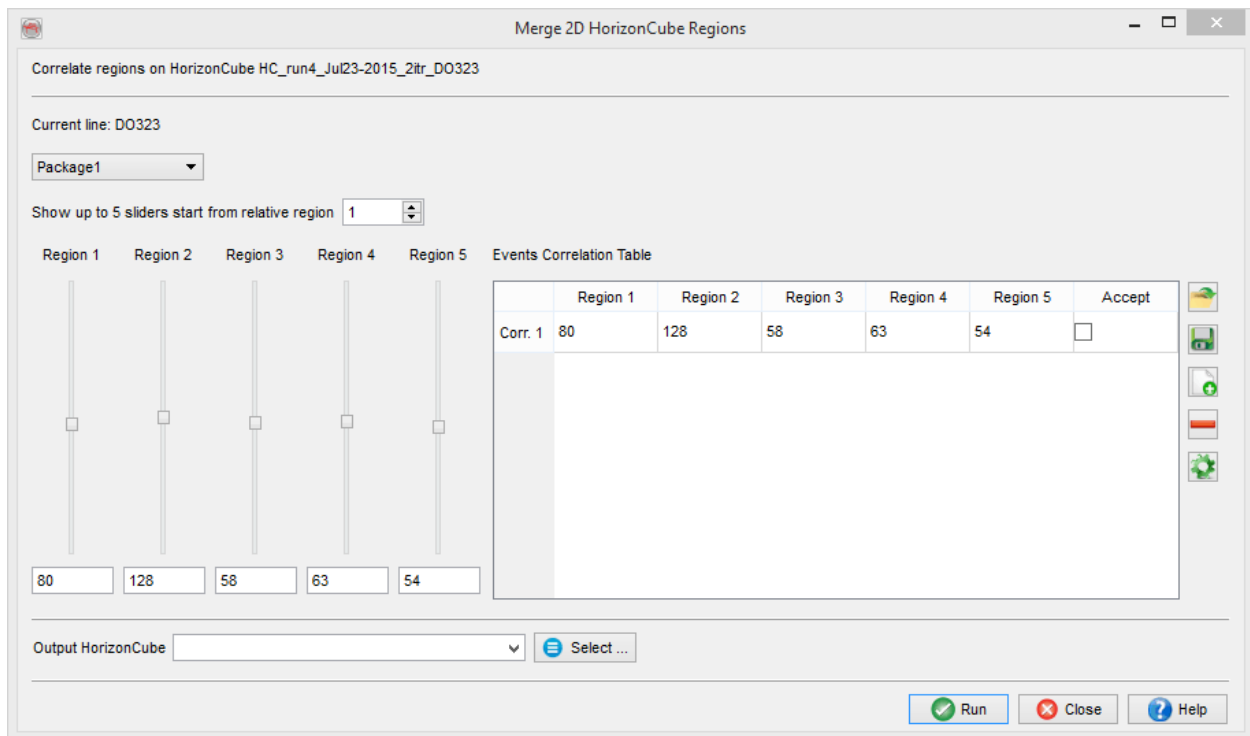 Merge 2D HorizonCube Regions
Correlate regions on HorizonCube HC_run4_Jul23-2015_2itr_DO323
Current line: DO323
Package1
Show up to 5 sliders start from relative region 1
Region 1 Region 2 Region 3 Region 4 Region 5 Events Correlation Table
Region 1 Region 2 Region 3 Region 4 Region 5 Accept
Corr. 1 80 128 58 63 54
80 128 58 63 54
Output HorizonCube Select ...
Run Close Help